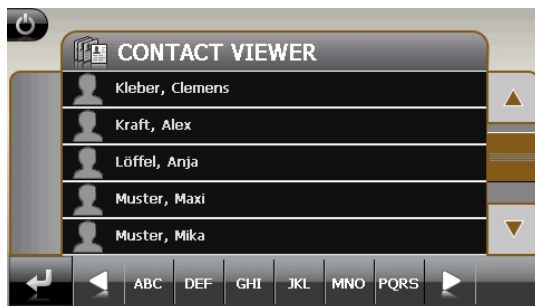 CONTACT VIEWER
Kleber, Clemens
Kraft, Alex
Löffel, Anja
Muster, Maxi
Muster, Mika
ABC DEF GHI JKL MNO PQRS